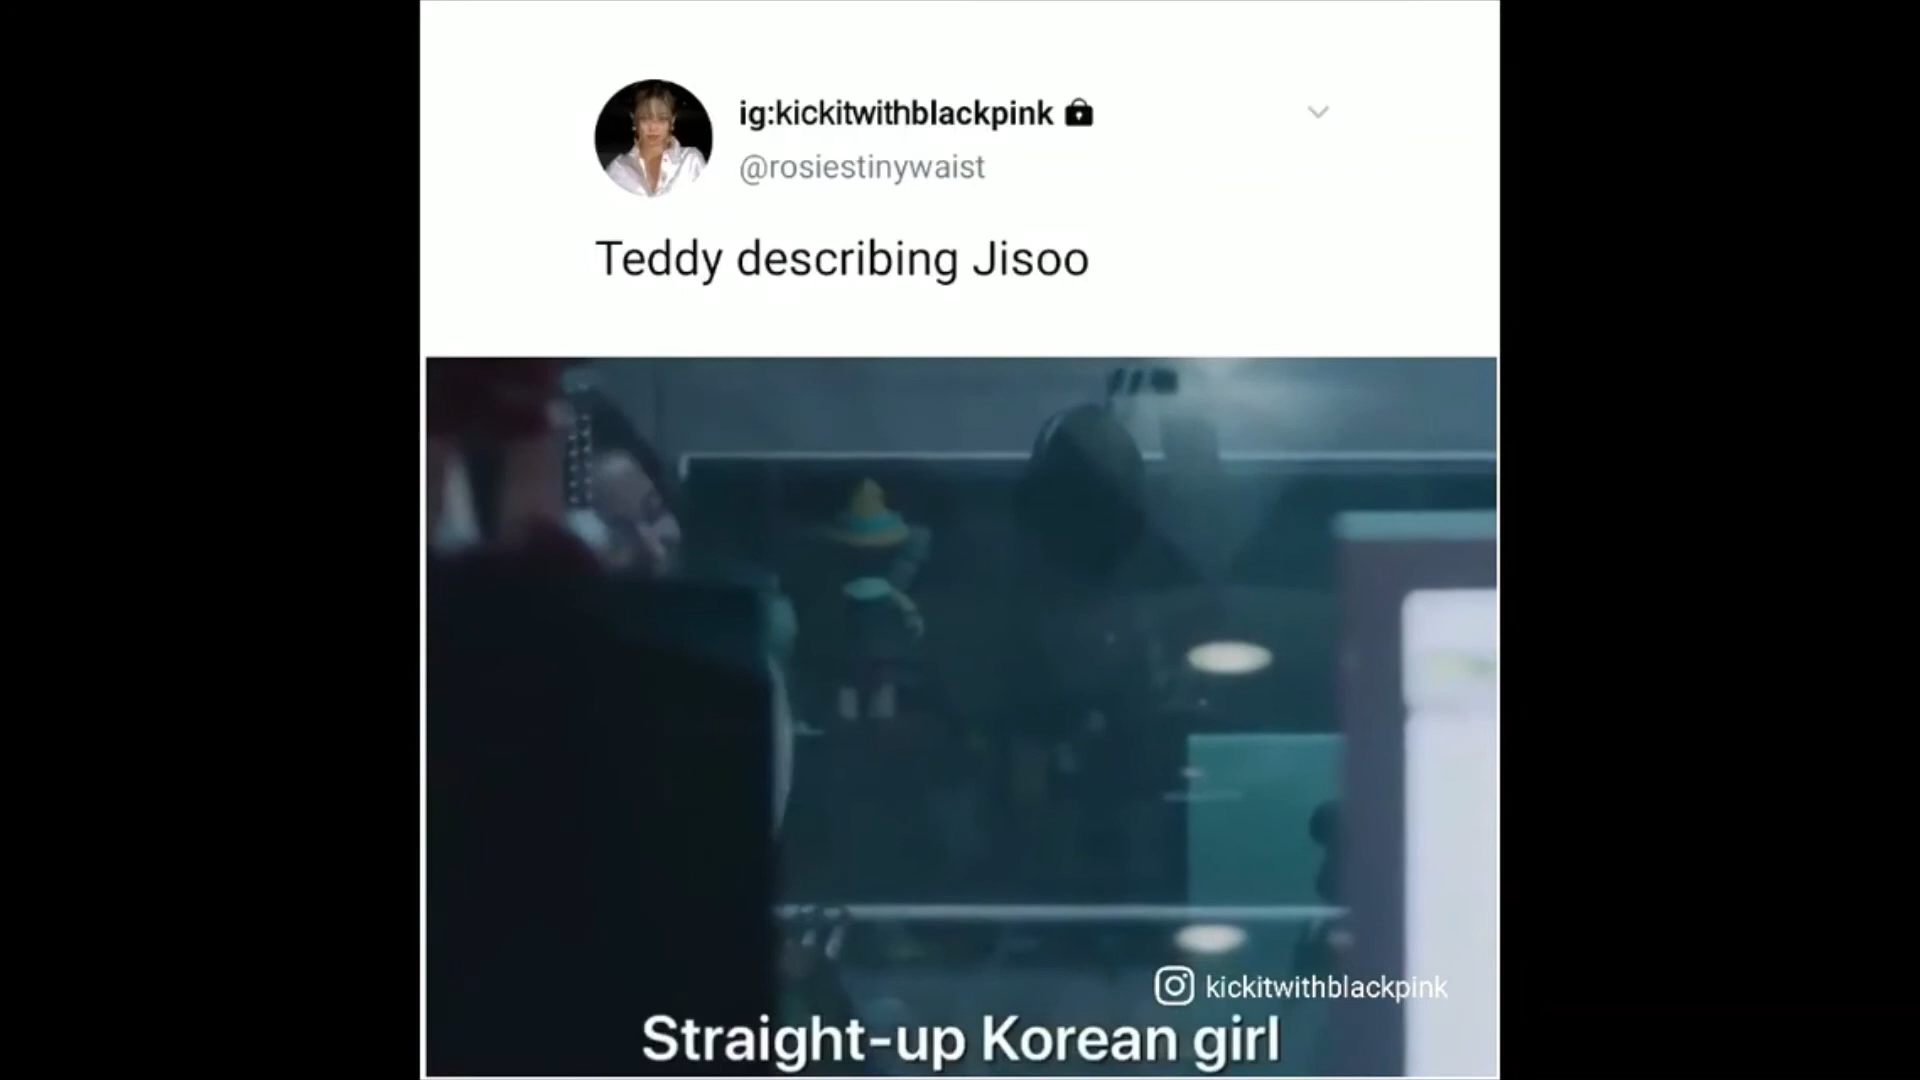 ig:kickitwithblackpink
@rosiestinywaist
Teddy describing Jisoo
kickitwithblackpink
Straight-up Korean girl